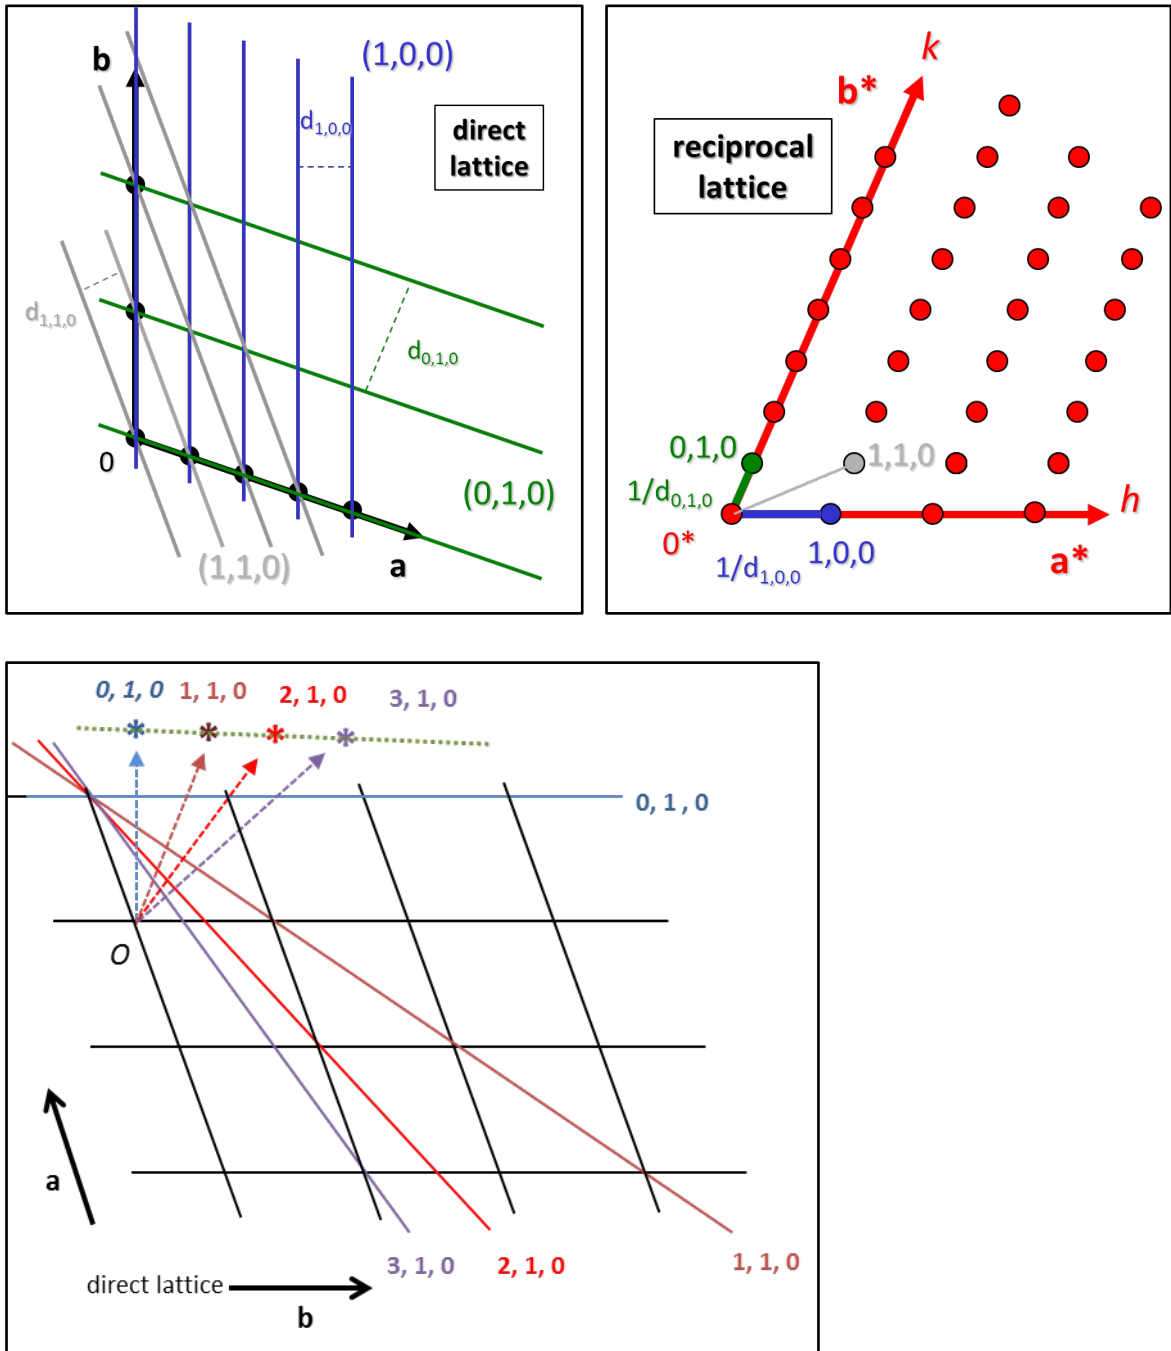 b
(1,0,0)
d1,0,0
direct
lattice
d1,1,0
d0,1,0
0
(0,1,0)
(1,1,0)
a
k
b*
reciprocal
lattice
0,1,0
1,1,0
1/d0,1,0
h
0*
1,0,0
a*
1/d1,0,0
0, 1, 0
1, 1, 0
2, 1, 0
3, 1, 0
0, 1 , 0
O
a
3, 1, 0
2, 1, 0
1, 1, 0
direct lattice
b